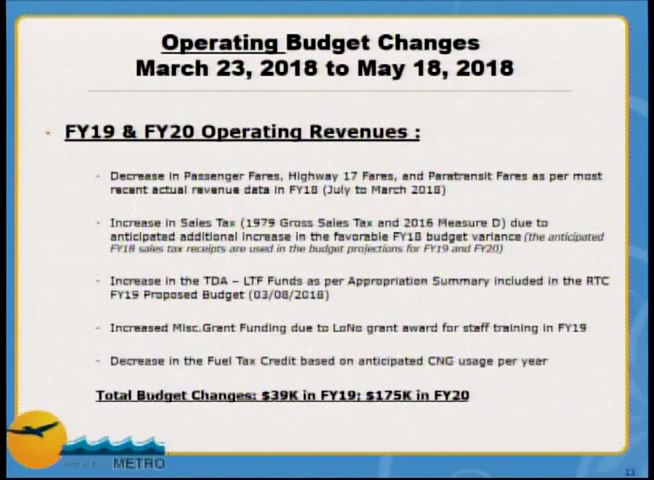 Operating Budget Changes
March 23, 2018 to May 18, 2018
- FY19 & FY20 Operating Revenues :
- Decrease in Passenger Fares, Highway 17 Fares, and Paratransit Fares as per most
recent actual revenue data in FY18 (July to March 2018)
- Increase in Sales Tax (1979 Gross Sales Tax and 2016 Measure D) due to
anticipated additional increase in the favorable FY18 budget variance (the anticipated
FY18 sales tax receipts are used in the budget projections for FY19 and FY20)
- Increase in the TDA – LTF Funds as per Appropriation Summary included in the RTC
FY19 Proposed Budget (03/08/2018)
- Increased Misc.Grant Funding due to LoNo grant award for staff training in FY19
- Decrease in the Fuel Tax Credit based on anticipated CNG usage per year
Total Budget Changes: $39K in FY19; $175K in FY20
METRO